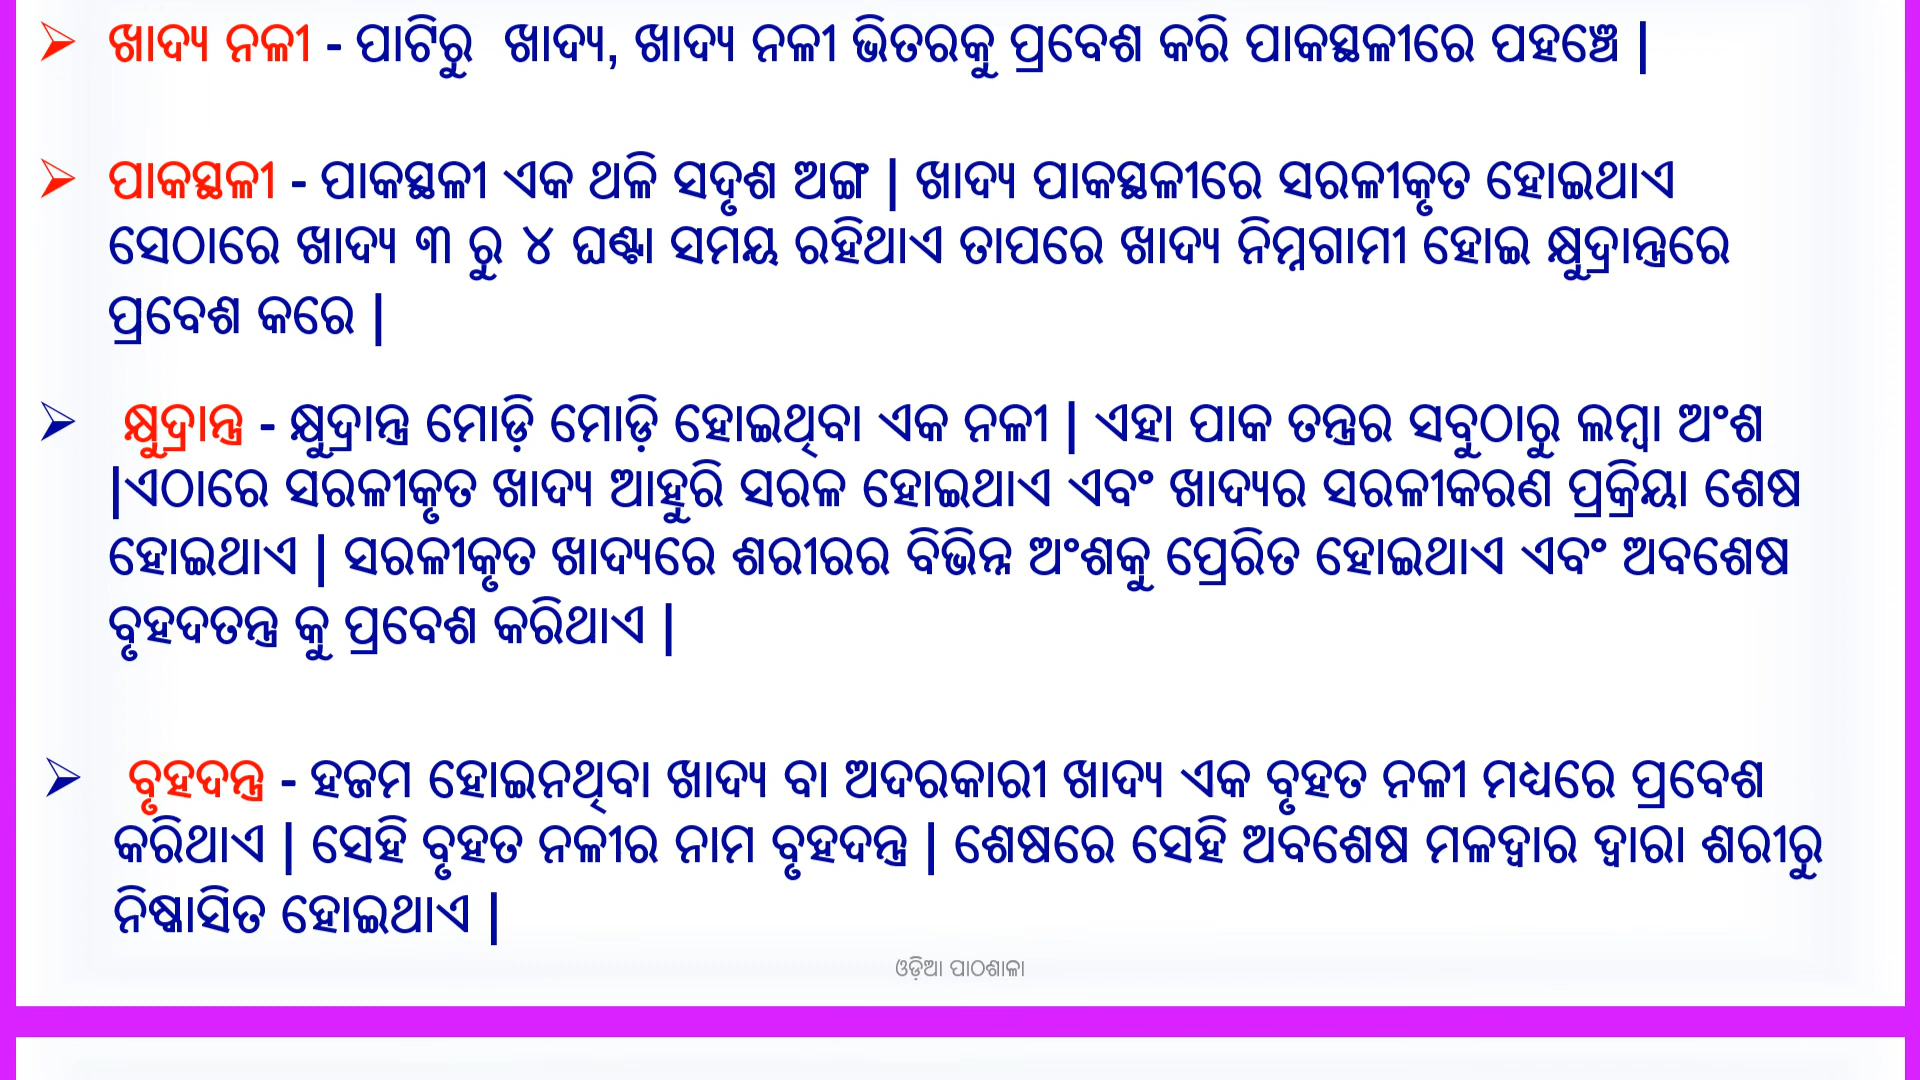 ➢ ଖାଦ୍ୟ ନଳୀ - ପାଟିରୁ ଖାଦ୍ୟ, ଖାଦ୍ୟ ନଳୀ ଭିତରକୁ ପ୍ରବେଶ କରି ପାକସ୍ଥଳୀରେ ପହଞ୍ଚେ |
➢ ପାକସ୍ଥଳୀ - ପାକସ୍ଥଳୀ ଏକ ଥଳି ସଦୃଶ ଅଙ୍ଗ | ଖାଦ୍ୟ ପାକସ୍ଥଳୀରେ ସରଳୀକୃତ ହୋଇଥାଏ
ସେଠାରେ ଖାଦ୍ୟ ୩ ରୁ ୪ ଘଣ୍ଟା ସମୟ ରହିଥାଏ ତାପରେ ଖାଦ୍ୟ ନିମ୍ନଗାମୀ ହୋଇ କ୍ଷୁଦ୍ରାନ୍ତ୍ରରେ
ପ୍ରବେଶ କରେ |
➢ କ୍ଷୁଦ୍ରାନ୍ତ୍ର - କ୍ଷୁଦ୍ରାନ୍ତ୍ର ମୋଡ଼ି ମୋଡ଼ି ହୋଇଥିବା ଏକ ନଳୀ | ଏହା ପାକ ତନ୍ତ୍ରର ସବୁଠାରୁ ଲମ୍ବା ଅଂଶ
|ଏଠାରେ ସରଳୀକୃତ ଖାଦ୍ୟ ଆହୁରି ସରଳ ହୋଇଥାଏ ଏବଂ ଖାଦ୍ୟର ସରଳୀକରଣ ପ୍ରକ୍ରିୟା ଶେଷ
ହୋଇଥାଏ | ସରଳୀକୃତ ଖାଦ୍ୟରେ ଶରୀରର ବିଭିନ୍ନ ଅଂଶକୁ ପ୍ରେରିତ ହୋଇଥାଏ ଏବଂ ଅବଶେଷ
ବୃହଦତନ୍ତ୍ର କୁ ପ୍ରବେଶ କରିଥାଏ |
➢ ବୃହଦନ୍ତ୍ର - ହଜମ ହୋଇନଥିବା ଖାଦ୍ୟ ବା ଅଦରକାରୀ ଖାଦ୍ୟ ଏକ ବୃହତ ନଳୀ ମଧ୍ୟରେ ପ୍ରବେଶ
କରିଥାଏ | ସେହି ବୃହତ ନଳୀର ନାମ ବୃହଦନ୍ତ୍ର | ଶେଷରେ ସେହି ଅବଶେଷ ମଳଦ୍ୱାର ଦ୍ୱାରା ଶରୀରୁ
ନିଷ୍କାସିତ ହୋଇଥାଏ |
ଓଡ଼ିଆ ପାଠଶାଳା